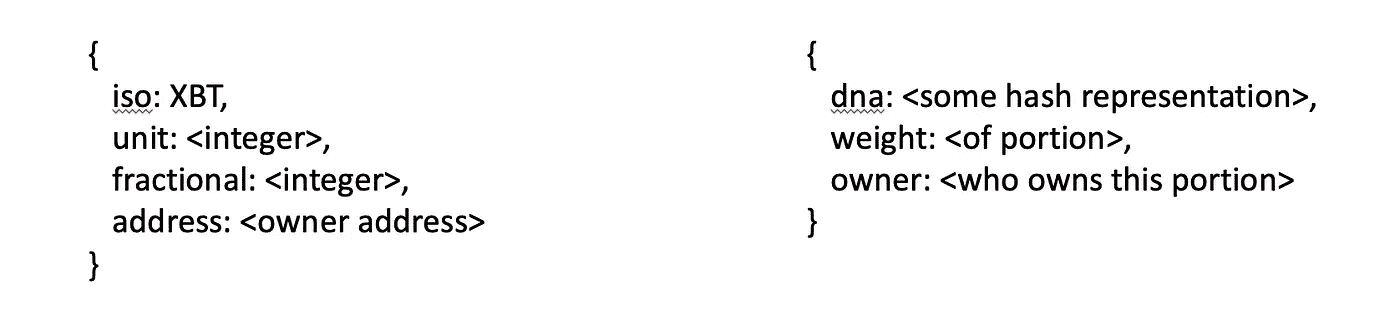 {
iso: XBT,
unit: <integer>,
fractional: <integer>,
address: <owner address>
}
{
dna: <some hash representation>,
weight: <of portion>,
owner: <who owns this portion>
}